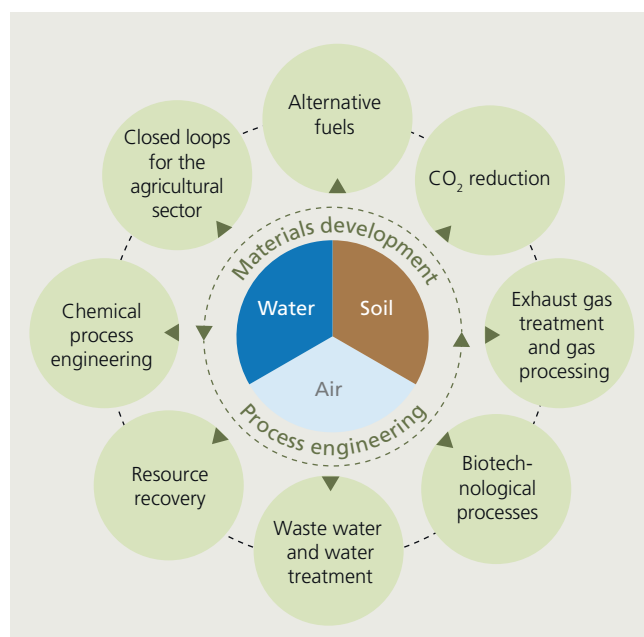 Alternative
fuels
CO₂ reduction
Exhaust gas
treatment
and gas
processing
Biotech-
nological
processes
Waste water
and water
treatment
Resource
recovery
Chemical
process
engineering
Closed loops
for the
agricultural
sector
Materials development
Water
Soil
Air
Process engineering